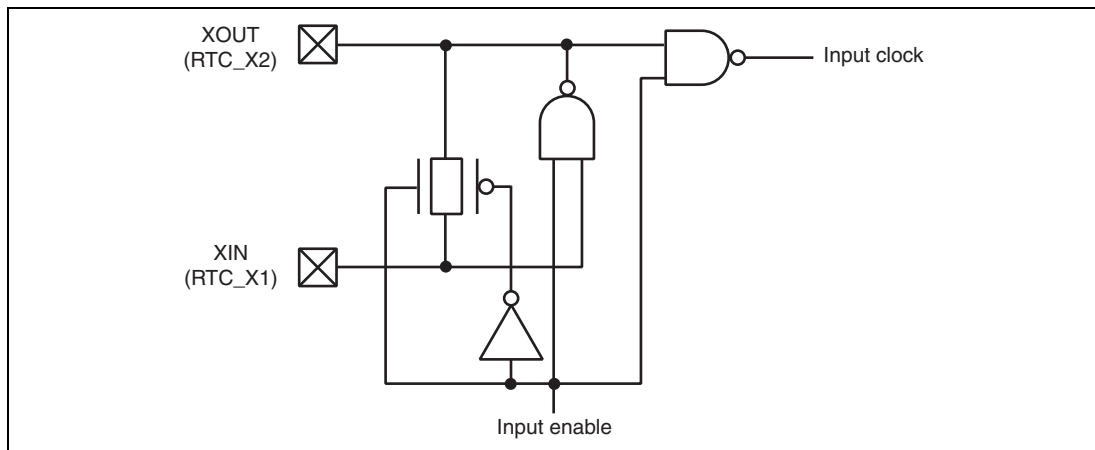 XOUT
(RTC_X2)
Input clock
XIN
(RTC_X1)
Input enable